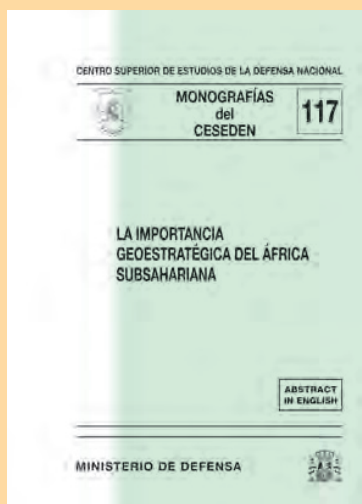 CENTRO SUPERIOR DE ESTUDIOS DE LA DEFENSA NACIONAL
MONOGRAFÍAS
del
CESEDEN
117
LA IMPORTANCIA
GEOESTRATÉGICA DEL ÁFRICA
SUBSAHARIANA
ABSTRACT
IN ENGLISH
MINISTERIO DE DEFENSA